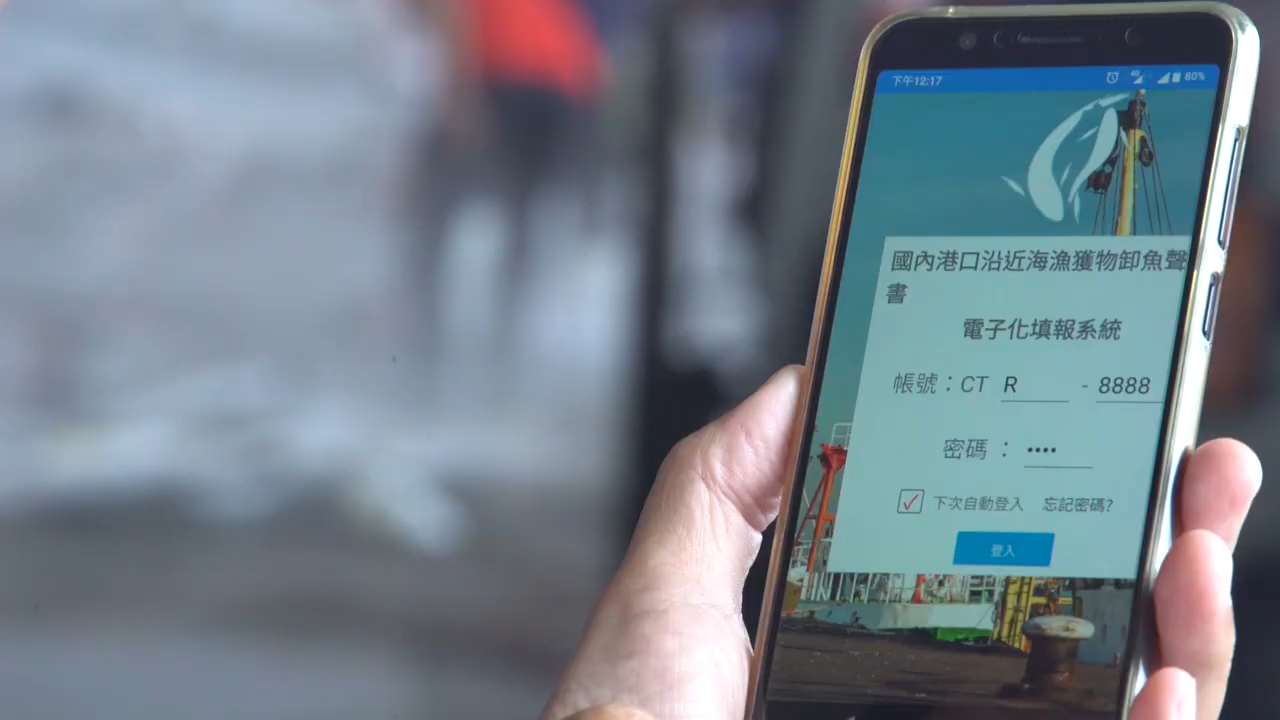 下午12:17
80%
國內港口沿近海漁獲物卸魚聲
書
電子化填報系統
帳號：CT R - 8888
密碼： ••••
下次自動登入 忘記密碼?
登入